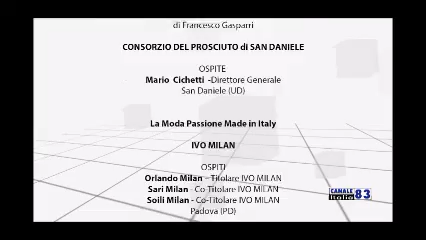 di Francesco Gasparri
CONSORZIO DEL PROSCIUTO di SAN DANIELE
OSPITE
Mario Cichetti -Direttore Generale
San Daniele (UD)
La Moda Passione Made in Italy
IVO MILAN
OSPITI
Orlando Milan – Titolare IVO MILAN
Sari Milan - Co-Titolare IVO MILAN
Soili Milan - Co-Titolare IVO MILAN
Padova (PD)
CANALE
Italia 83